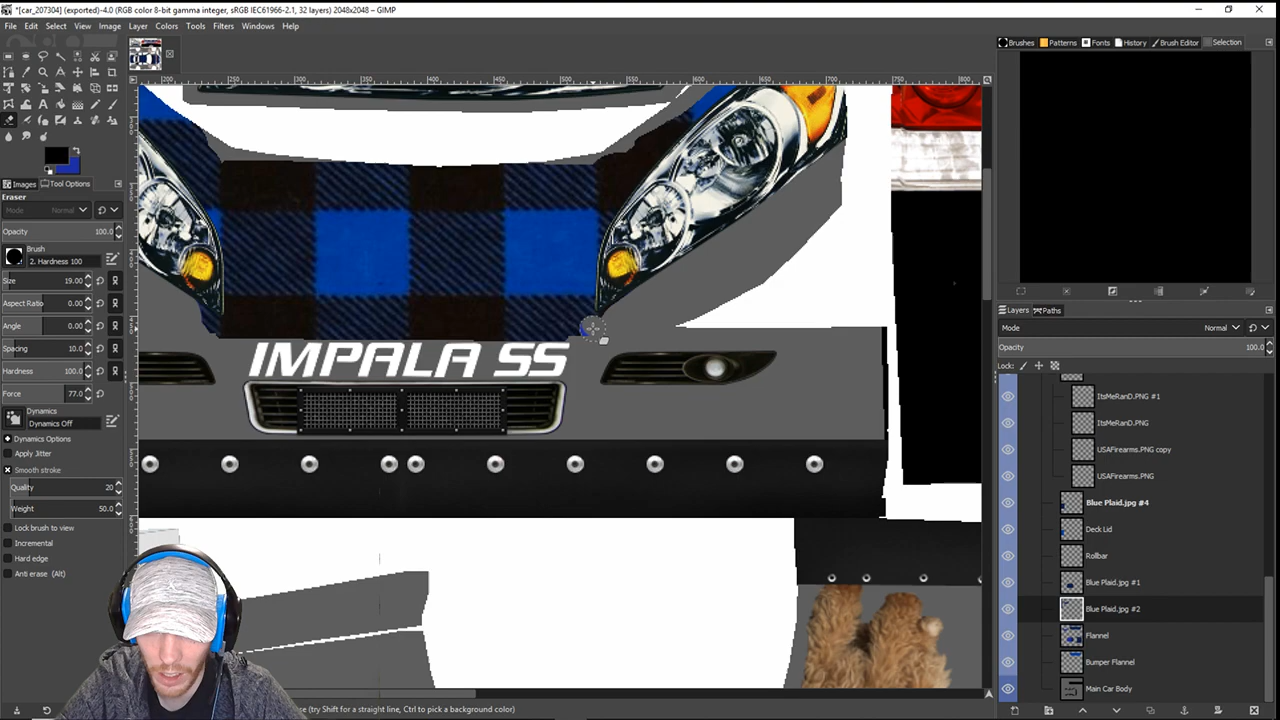 *[car_207304] (exported)-4.0 (RGB color 8-bit gamma integer, sRGB IEC61966-2.1, 32 layers) 2048x2048 – GIMP
File Edit Select View Image Layer Colors Tools Filters Windows Help
Brushes Patterns Fonts History Brush Editor Selection
Images Tool Options
Eraser
Mode Normal
Opacity 100.0
Brush
2. Hardness 100
Size 19.00
Aspect Ratio 0.00
Angle 0.00
Spacing 10.0
Hardness 100.0
Force 77.0
Dynamics
Dynamics Off
Dynamics Options
Apply Jitter
Smooth stroke
Quality 20
Weight 50.0
Lock brush to view
Incremental
Hard edge
Anti erase (Alt)
IMPALA SS
Layers Paths
Mode Normal
Opacity 100.0
Lock:
ItsMeRanD.PNG #1
ItsMeRanD.PNG
USAFirearms.PNG copy
USAFirearms.PNG
Blue Plaid.jpg #4
Deck Lid
Rollbar
Blue Plaid.jpg #1
Blue Plaid.jpg #2
Flannel
Bumper Flannel
Main Car Body
(try Shift for a straight line, Ctrl to pick a background color)